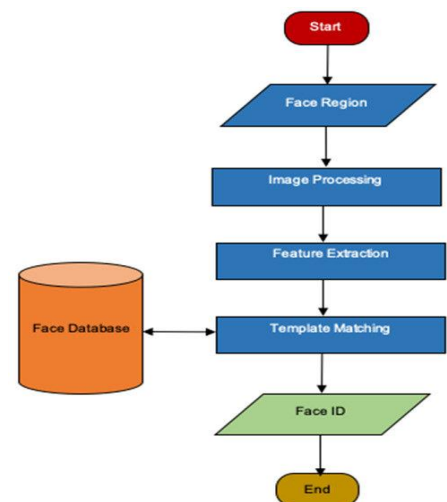 Start
Face Region
Image Processing
Feature Extraction
Face Database
Template Matching
Face ID
End